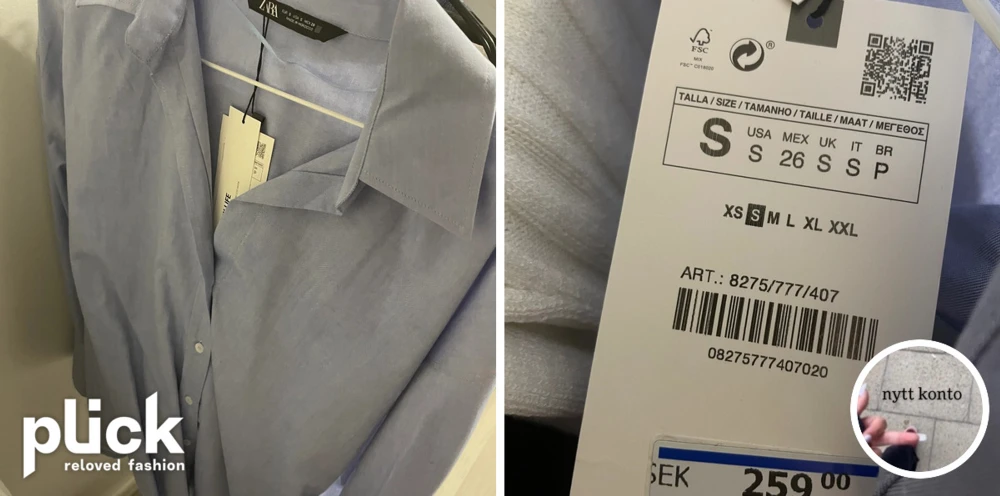 ZARA
plick
reloved fashion
FSC
TALLA / SIZE / TAMANHO / TAILLE / MAAT / ΜΕΓΕΘΟΣ
S
USA MEX UK IT BR
S 26 S S P
XS S M L XL XXL
ART.: 8275/777/407
08275777407020
SEK 259 00
nytt konto